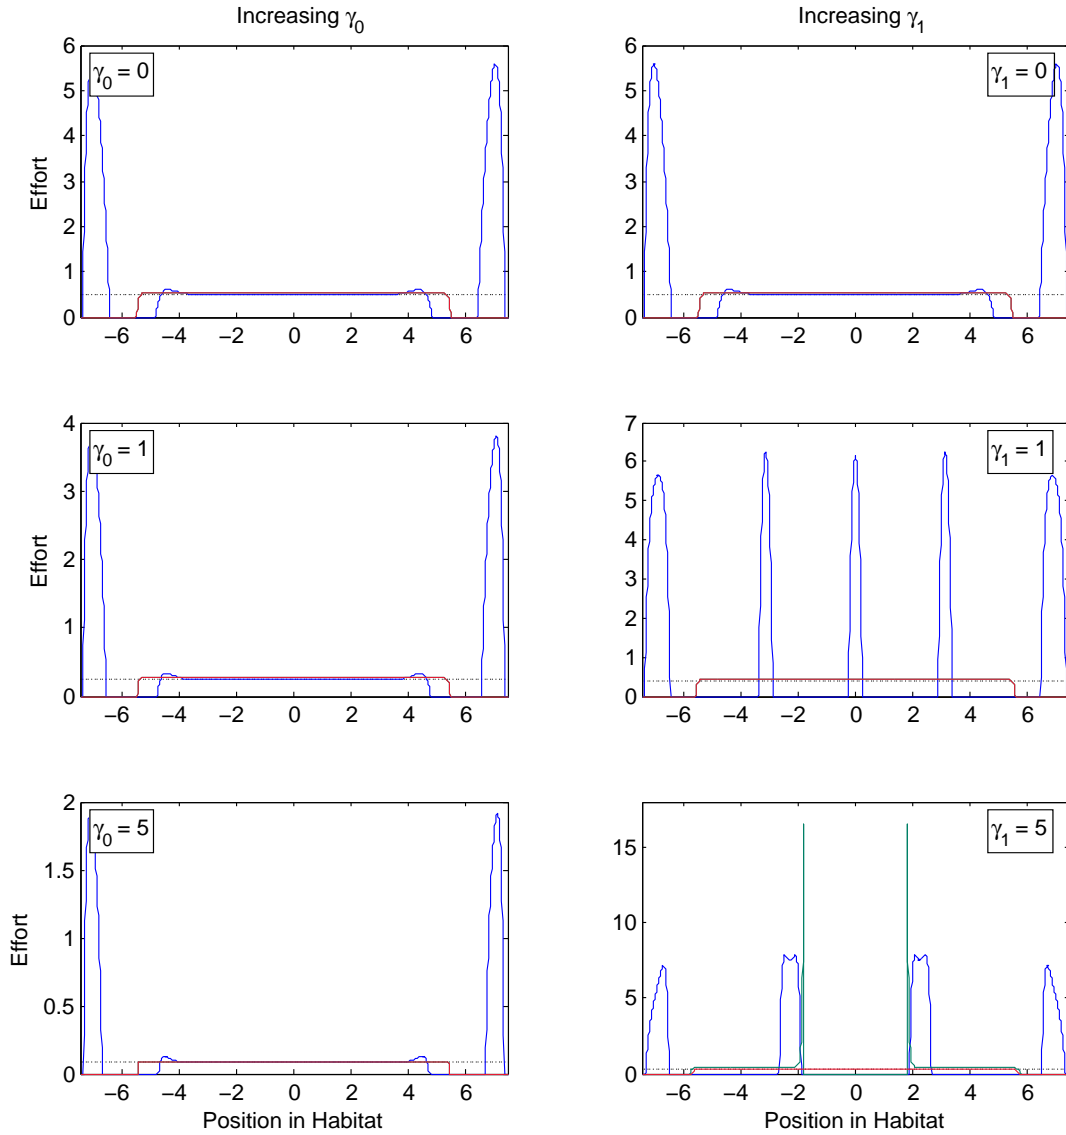 Increasing γ0
Increasing γ1
γ0 = 0
Effort
6
5
4
3
2
1
0
−6 −4 −2 0 2 4 6
γ1 = 0
6
5
4
3
2
1
0
−6 −4 −2 0 2 4 6
γ0 = 1
Effort
4
3
2
1
0
−6 −4 −2 0 2 4 6
γ1 = 1
7
6
5
4
3
2
1
0
−6 −4 −2 0 2 4 6
γ0 = 5
Effort
2
1.5
1
0.5
0
−6 −4 −2 0 2 4 6
Position in Habitat
γ1 = 5
15
10
5
0
−6 −4 −2 0 2 4 6
Position in Habitat